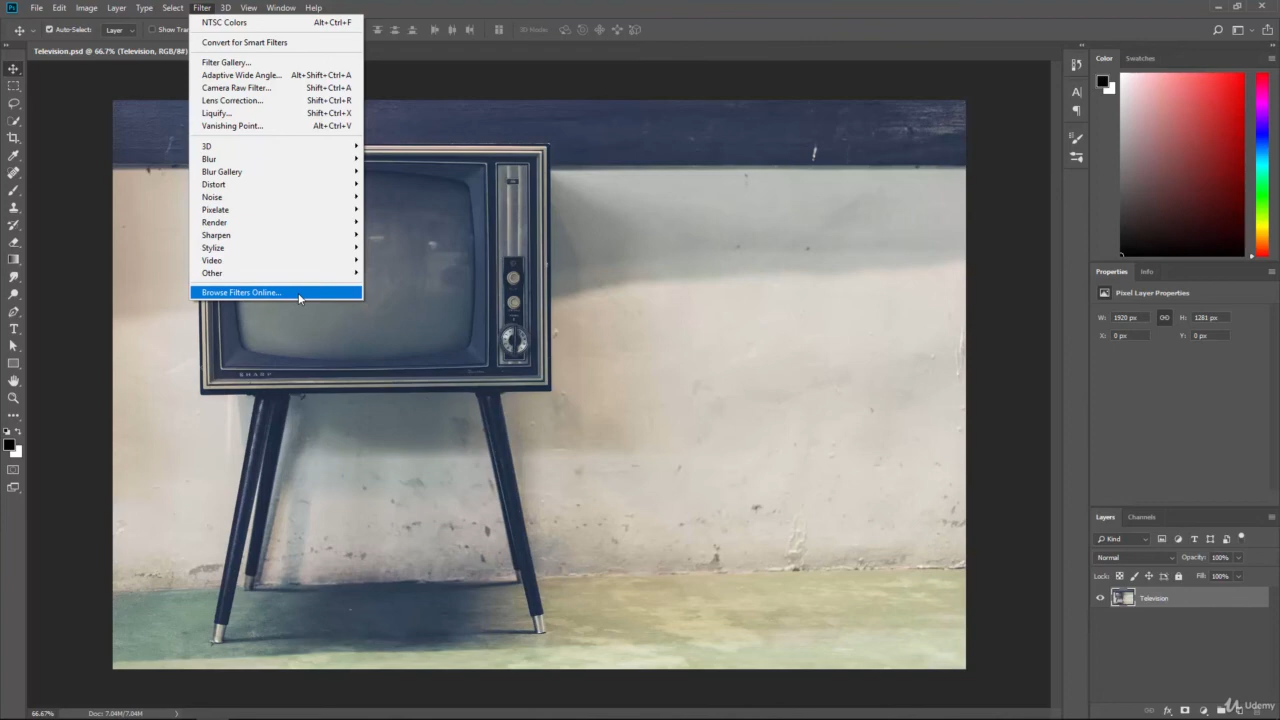 Ps File Edit Image Layer Type Select Filter 3D View Window Help
Auto-Select: Layer Show Tra 3D Mode:
Television.psd @ 66.7% (Television, RGB/8#)
NTSC Colors Alt+Ctrl+F
Convert for Smart Filters
Filter Gallery...
Adaptive Wide Angle... Alt+Shift+Ctrl+A
Camera Raw Filter... Shift+Ctrl+A
Lens Correction... Shift+Ctrl+R
Liquify... Shift+Ctrl+X
Vanishing Point... Alt+Ctrl+V
3D
Blur
Blur Gallery
Distort
Noise
Pixelate
Render
Sharpen
Stylize
Video
Other
Browse Filters Online...
SHARP
Color Swatches
Properties Info
Pixel Layer Properties
W: 1920 px H: 1281 px
X: 0 px Y: 0 px
Layers Channels
Kind
Normal Opacity: 100%
Lock: Fill: 100%
Television
66.67% Doc: 7.04M/7.04M
Udemy